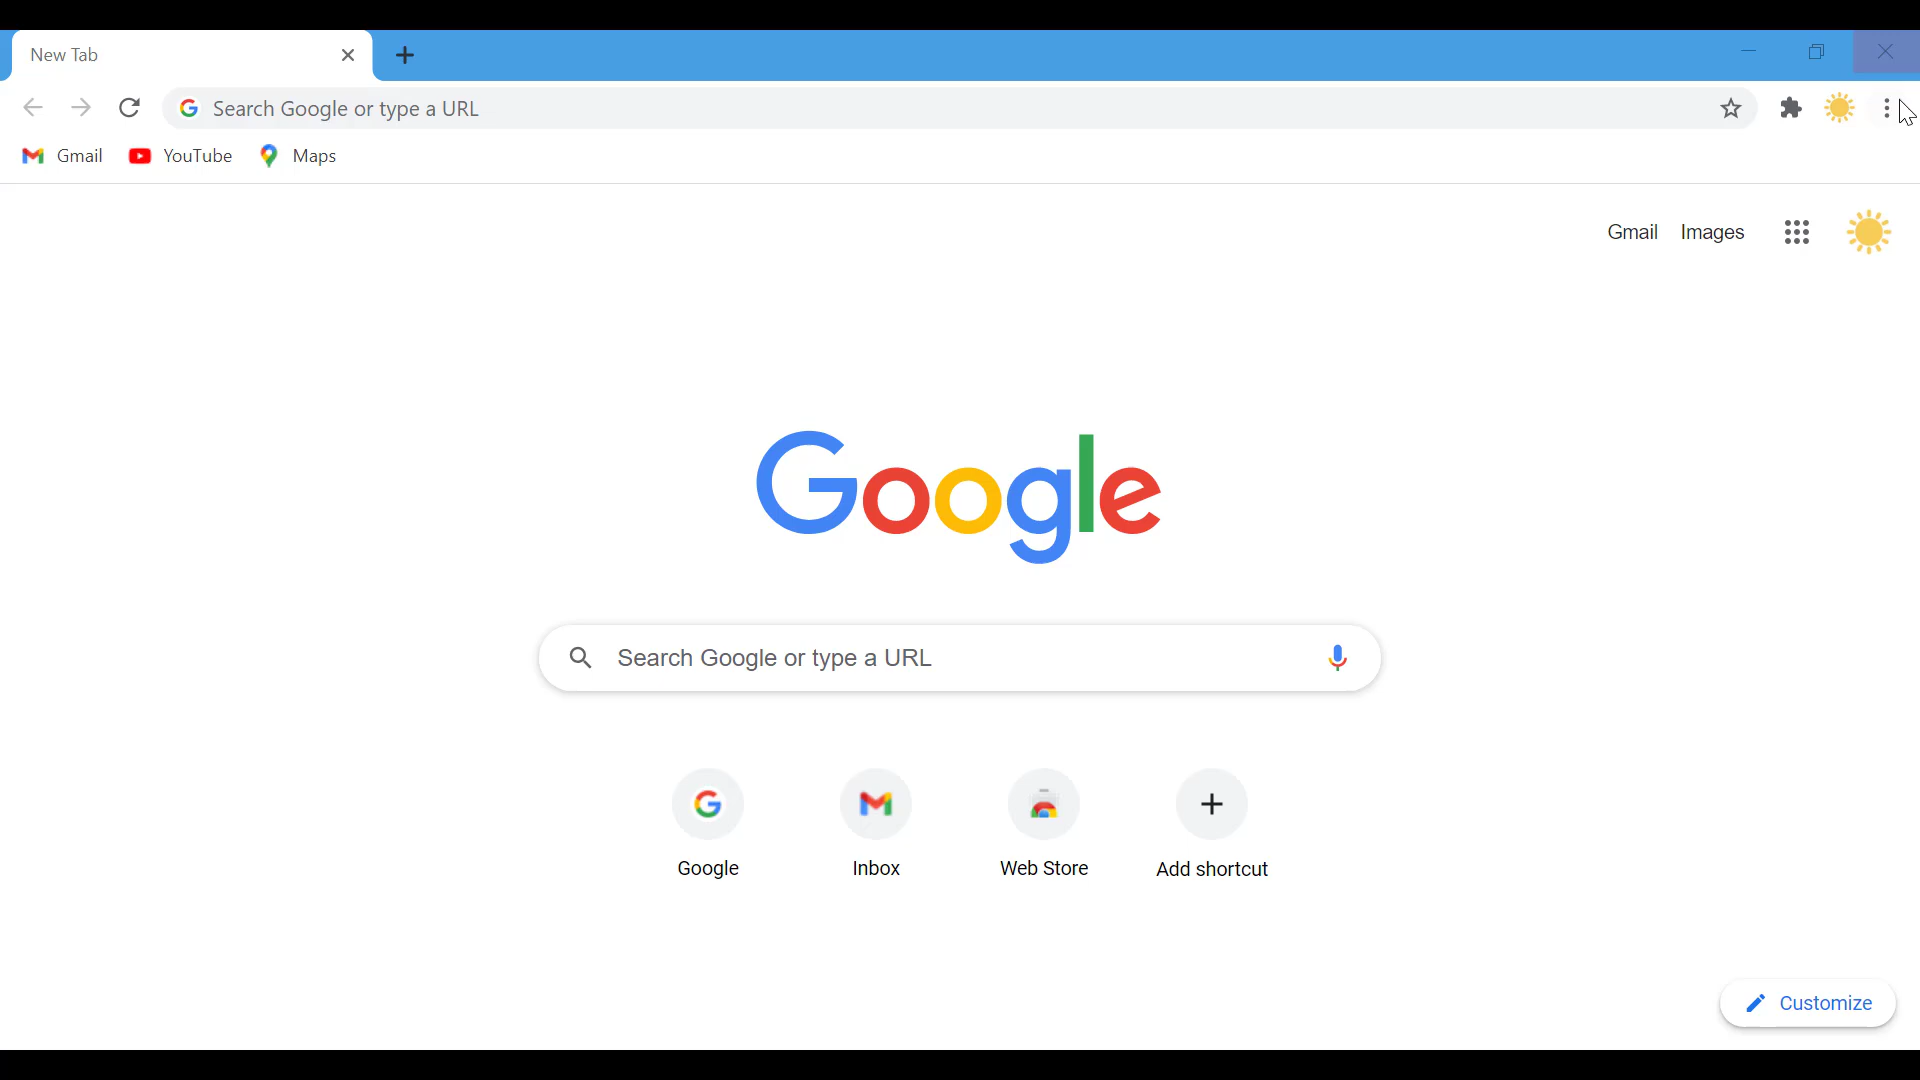 New Tab
Search Google or type a URL
Gmail YouTube Maps
Gmail Images
Google
Search Google or type a URL
Google Inbox Web Store Add shortcut
Customize